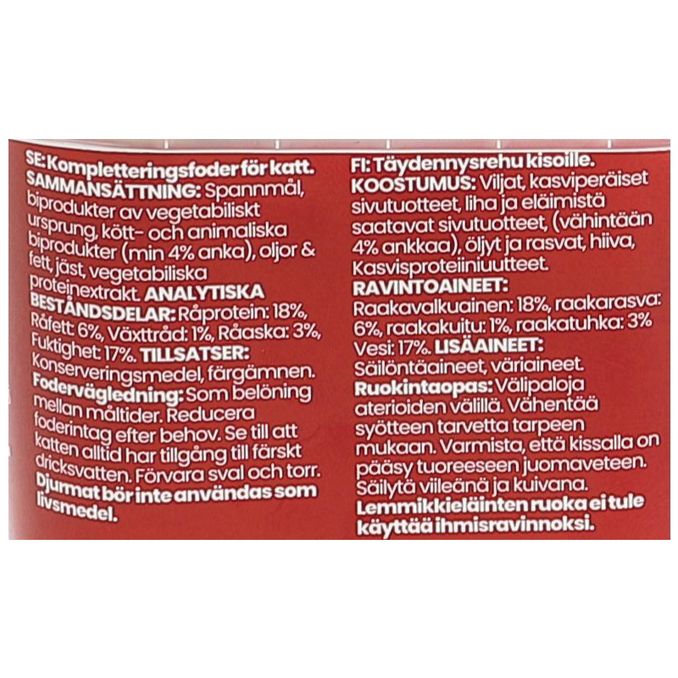 SE: Kompletteringsfoder för katt.
SAMMANSÄTTNING: Spannmål,
biprodukter av vegetabiliskt
ursprung, kött- och animaliska
biprodukter (min 4% anka), oljor &
fett, jäst, vegetabiliska
proteinextrakt. ANALYTISKA
BESTÅNDSDELAR: Råprotein: 18%,
Råfett: 6%, Växttråd: 1%, Råaska: 3%,
Fuktighet: 17%. TILLSATSER:
Konserveringsmedel, färgämnen.
Fodervägledning: Som belöning
mellan måltider. Reducera
foderintag efter behov. Se till att
katten alltid har tillgång till färskt
dricksvatten. Förvara sval och torr.
Djurmat bör inte användas som
livsmedel.
FI: Täydennysrehu kisoille.
KOOSTUMUS: Viljat, kasviperäiset
sivutuotteet, liha ja eläimistä
saatavat sivutuotteet, (vähintään
4% ankkaa), öljyt ja rasvat, hiiva,
Kasvisproteiiniuutteet.
RAVINTOAINEET:
Raakavalkuainen: 18%, raakarasva:
6%, raakakuitu: 1%, raakatuhka: 3%
Vesi: 17%. LISÄAINEET:
Säilöntäaineet, väriaineet.
Ruokintaopas: Välipaloja
aterioiden välillä. Vähentää
syötteen tarvetta tarpeen
mukaan. Varmista, että kissalla on
pääsy tuoreeseen juomaveteen.
Säilytä viileänä ja kuivana.
Lemmikkieläinten ruoka ei tule
käyttää ihmisravinnoksi.